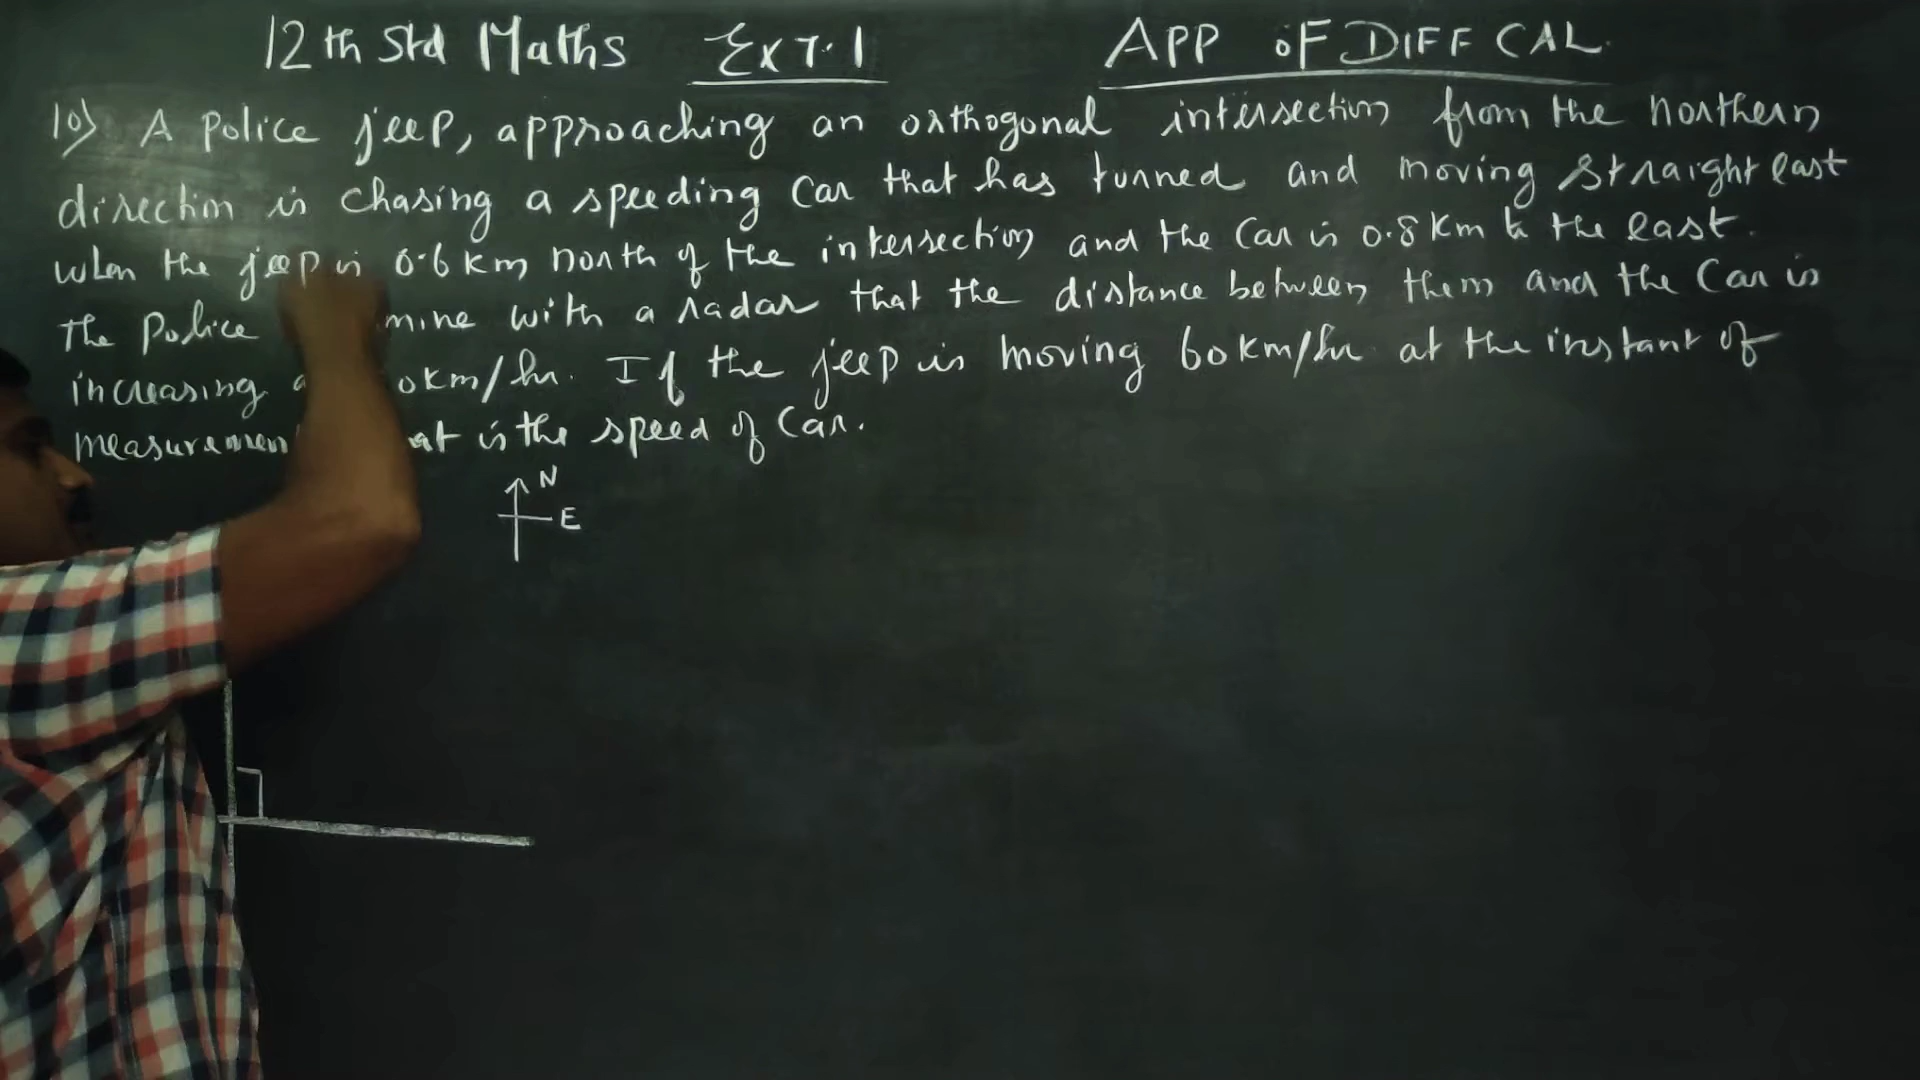 12th Std Maths Ex 7.1 APP OF DIFF CAL.
10) A police jeep, approaching an orthogonal intersection from the northern
direction is chasing a speeding car that has turned and moving straight east
when the jeep is 0.6 km north of the intersection and the car is 0.8 km to the east.
The police mine with a radar that the distance between them and the Car is
increasing 0km/hr. If the jeep is moving 60 km/hr at the instant of
measuremen at is the speed of Car.
N
E